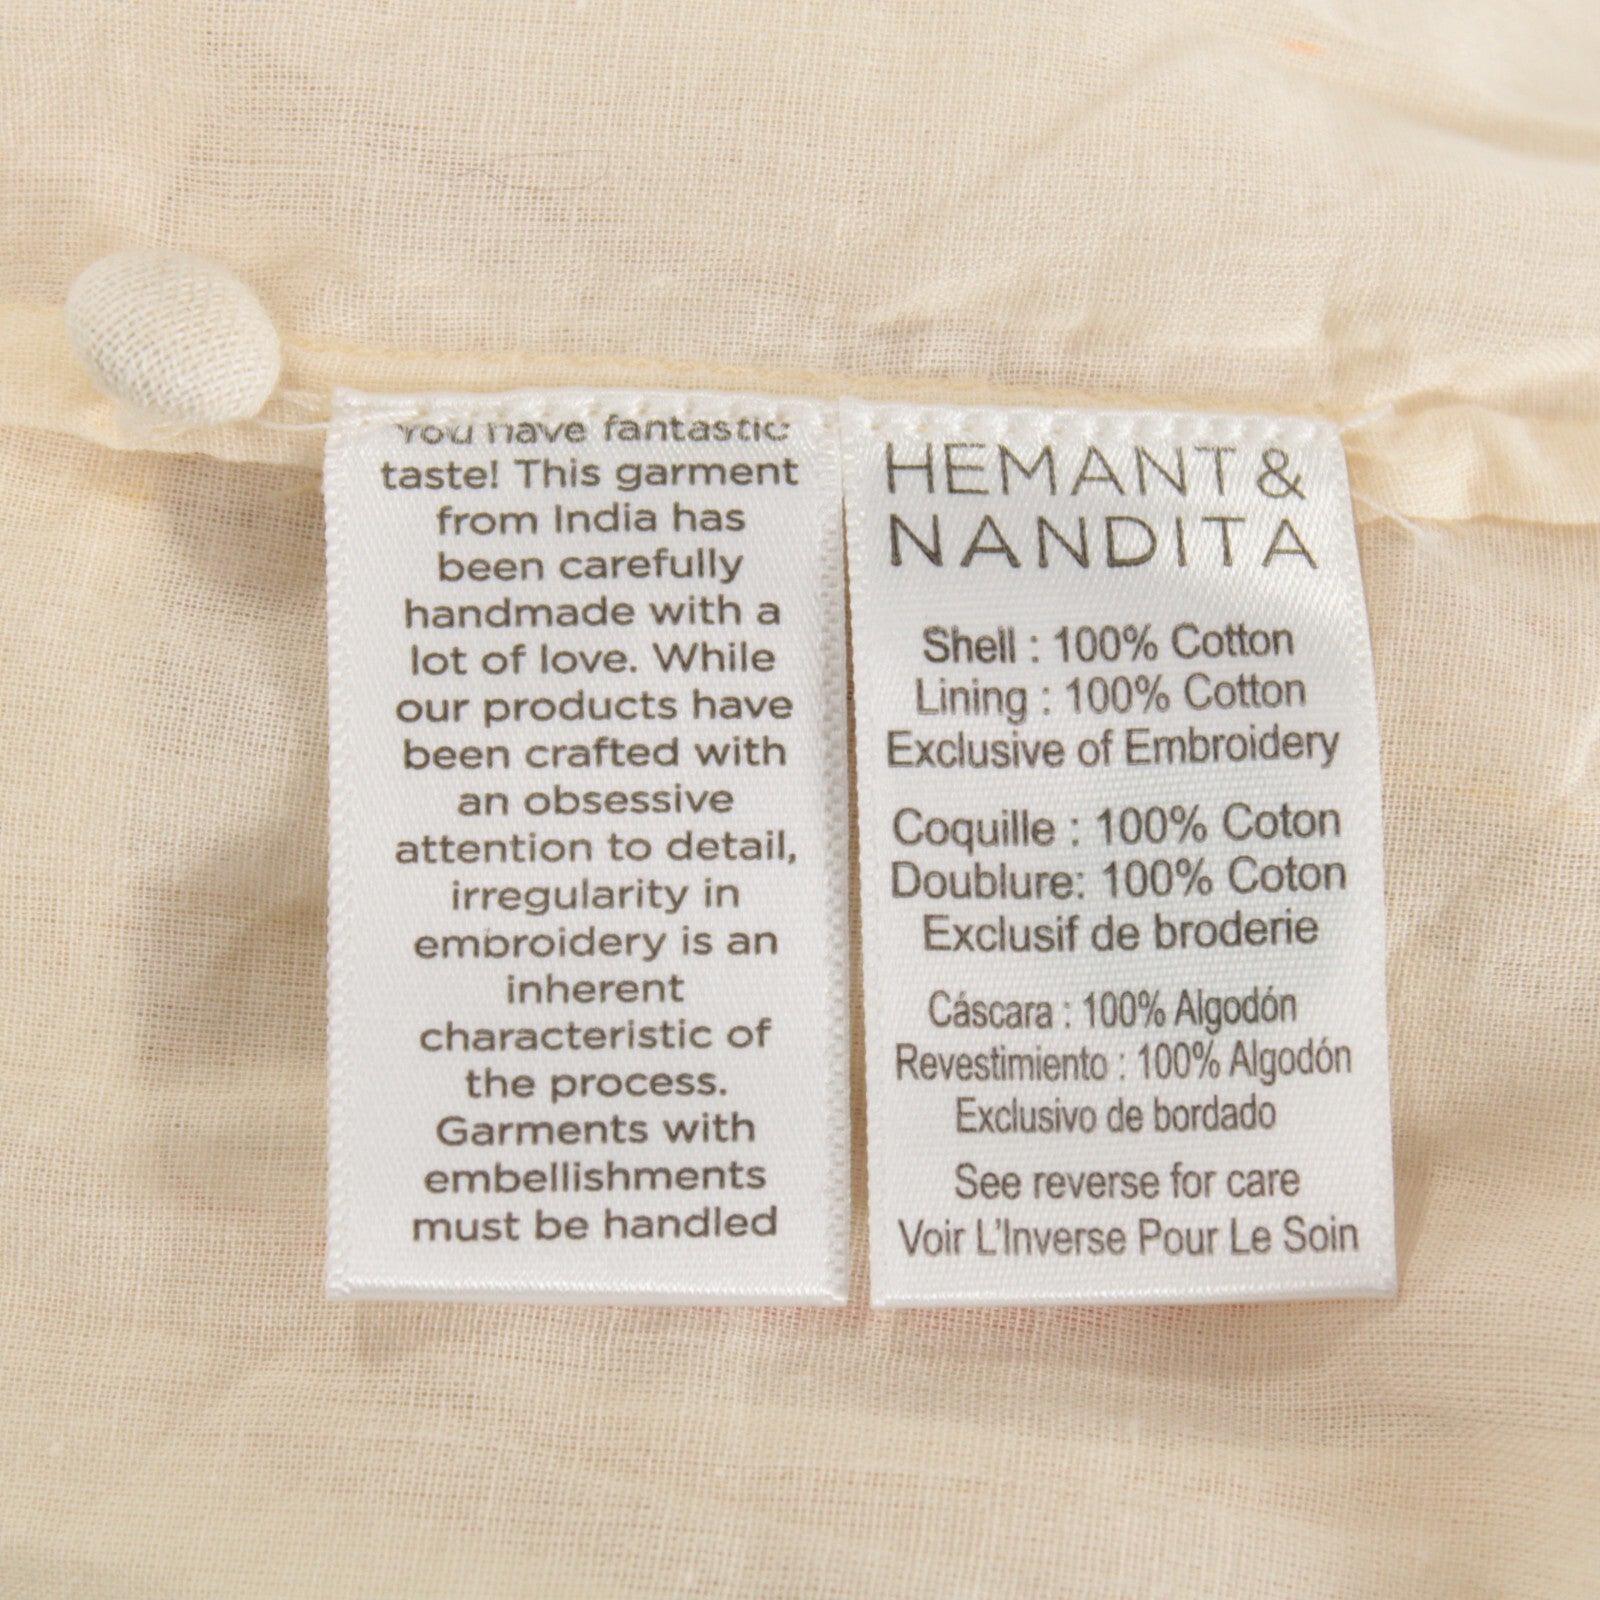 You have fantastic
taste! This garment
from India has
been carefully
handmade with a
lot of love. While
our products have
been crafted with
an obsessive
attention to detail,
irregularity in
embroidery is an
inherent
characteristic of
the process.
Garments with
embellishments
must be handled
HEMANT &
NANDITA
Shell : 100% Cotton
Lining : 100% Cotton
Exclusive of Embroidery
Coquille : 100% Coton
Doublure: 100% Coton
Exclusif de broderie
Cáscara : 100% Algodón
Revestimiento : 100% Algodón
Exclusivo de bordado
See reverse for care
Voir L'Inverse Pour Le Soin